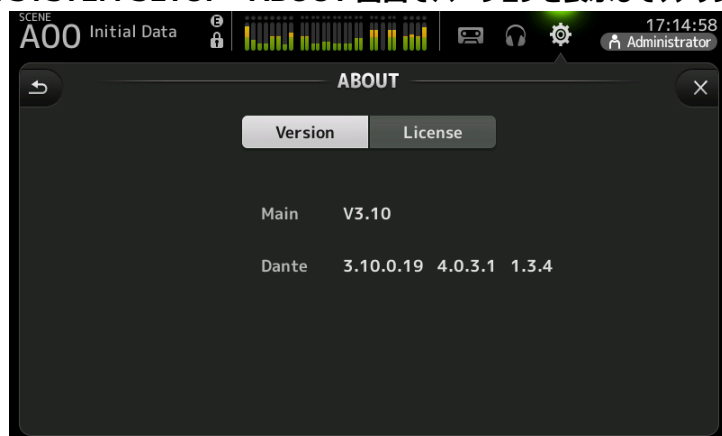 SCENE
A00 Initial Data
E
17:14:58
Administrator
ABOUT
Version
License
Main V3.10
Dante 3.10.0.19 4.0.3.1 1.3.4